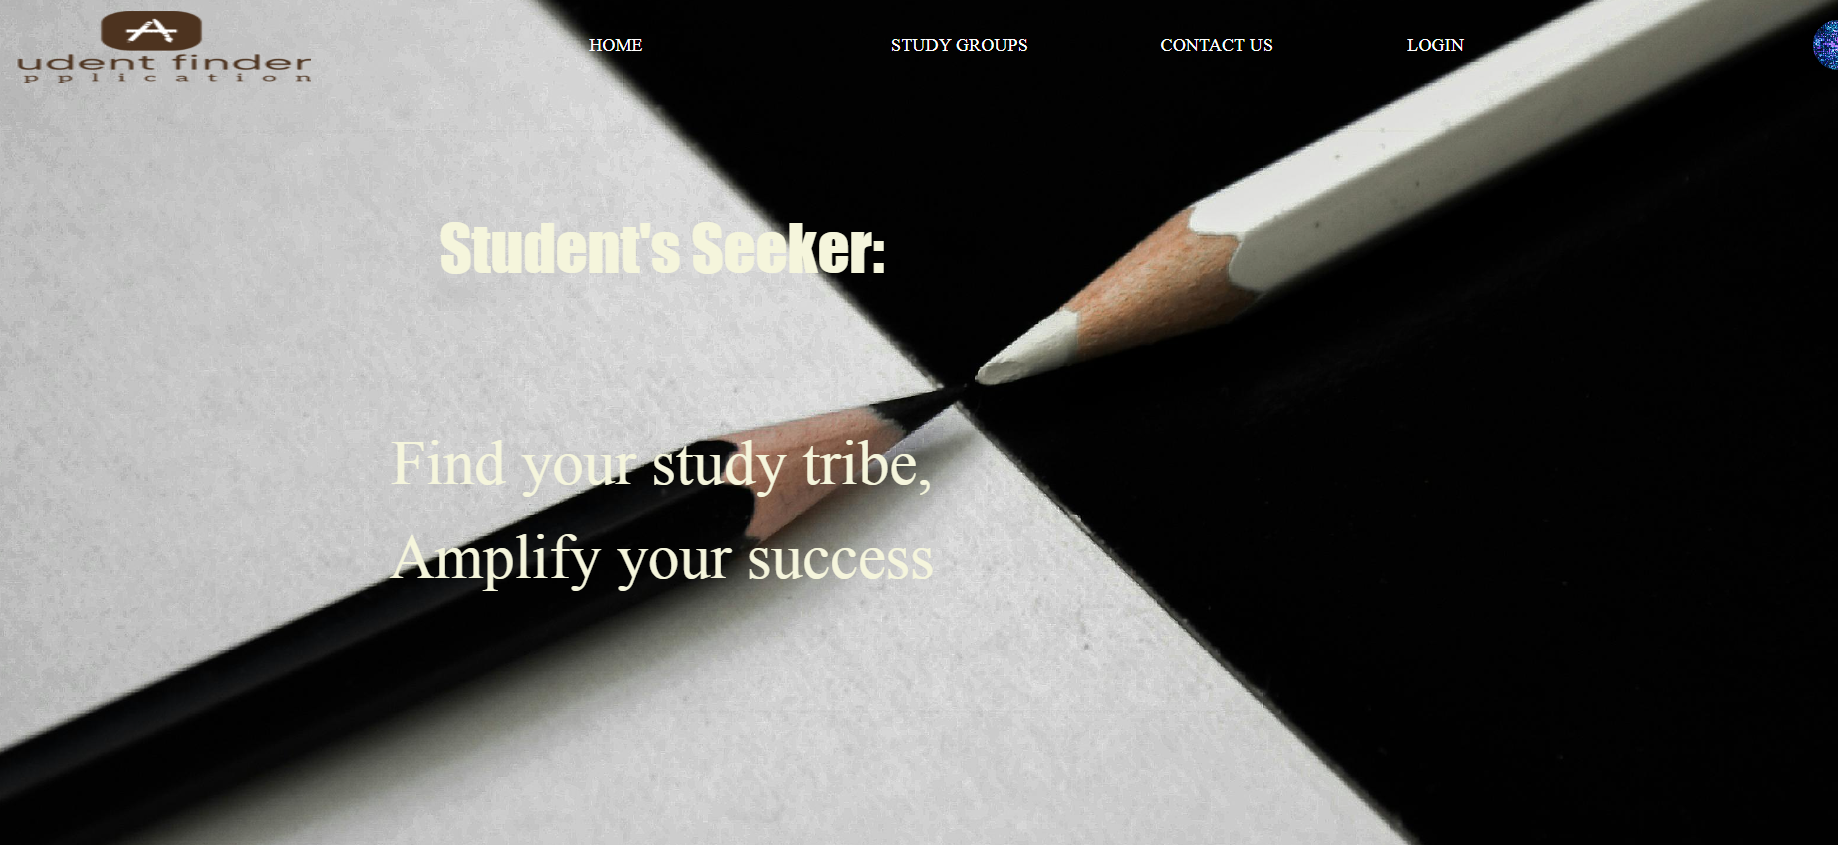 A
udent finder
pplication
HOME
STUDY GROUPS
CONTACT US
LOGIN
Student's Seeker:
Find your study tribe,
Amplify your success